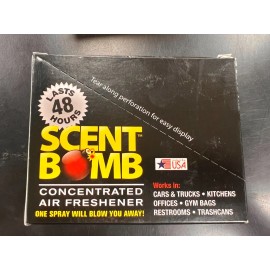 Tear along perforation for easy display
LASTS
48
HOURS
SCENT
BOMB
CONCENTRATED
AIR FRESHENER
ONE SPRAY WILL BLOW YOU AWAY!
USA
Works in:
CARS & TRUCKS • KITCHENS
OFFICES • GYM BAGS
RESTROOMS • TRASHCANS